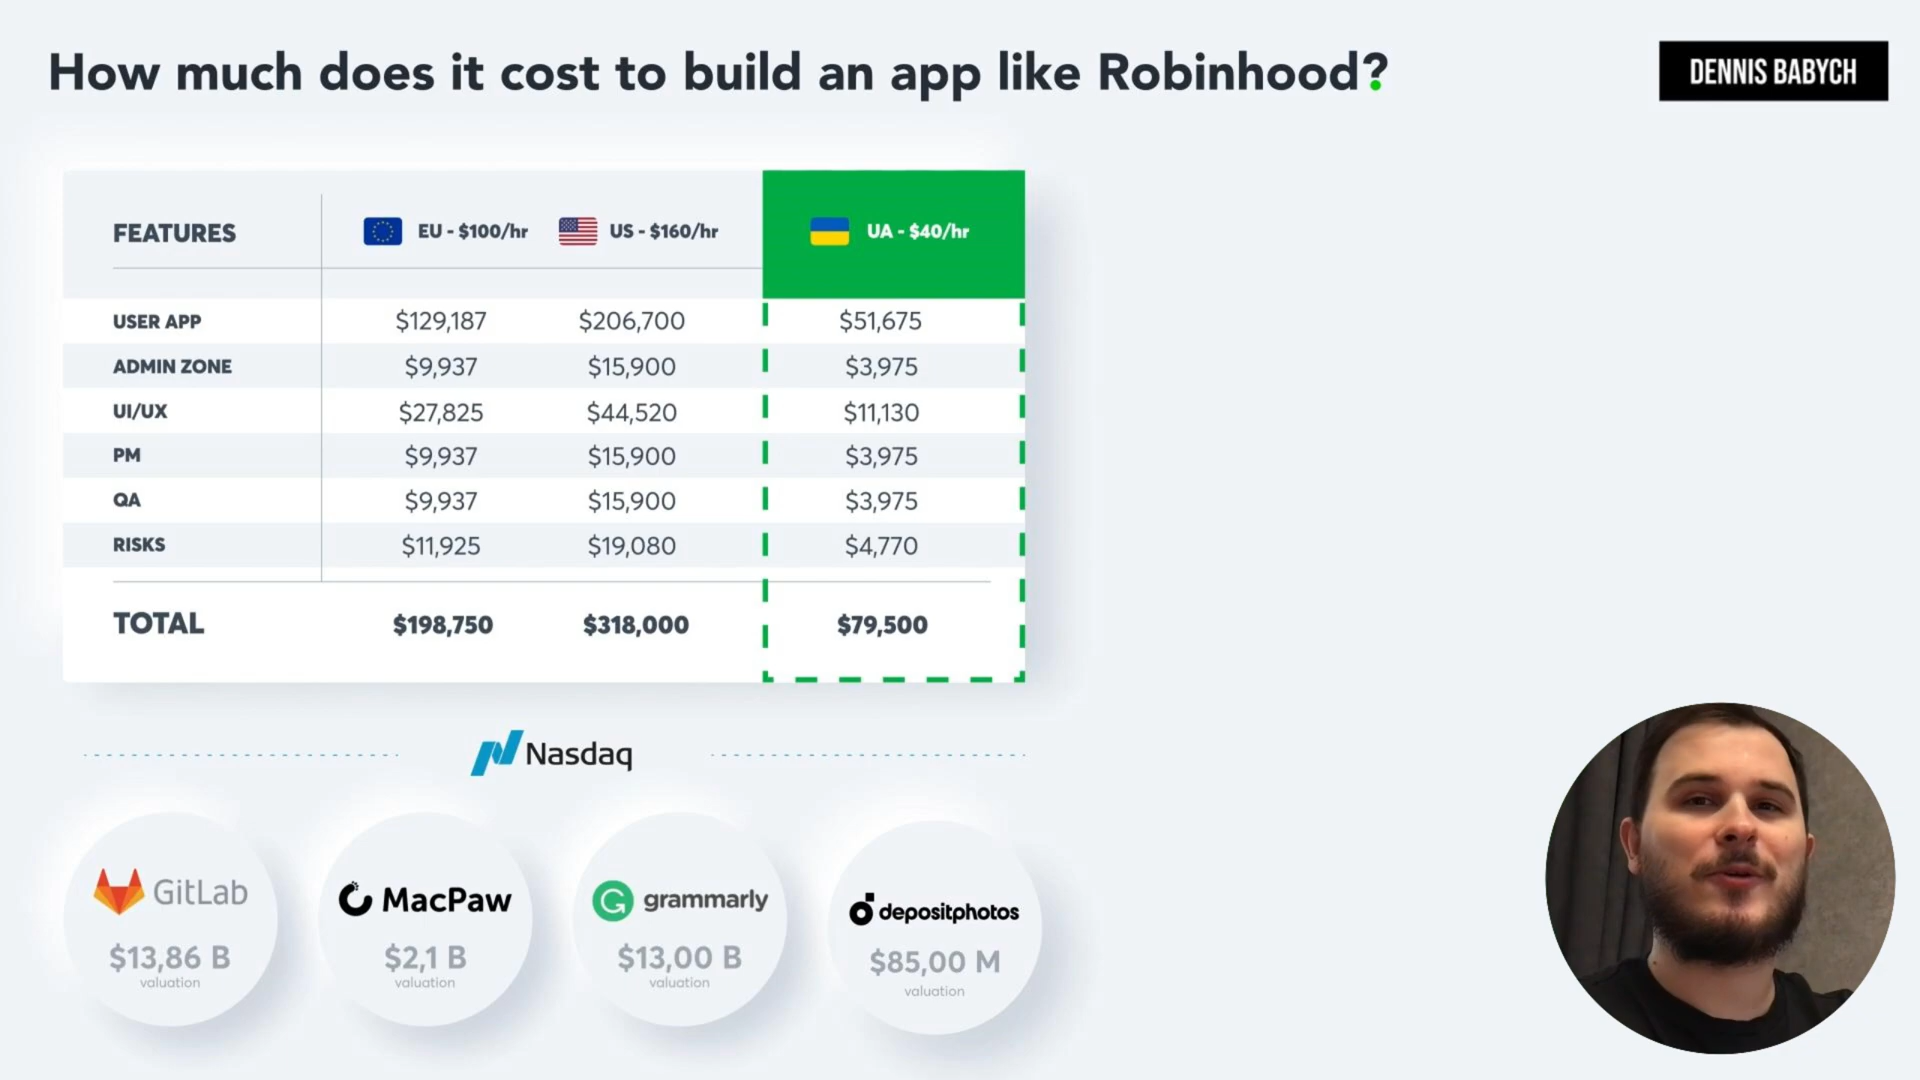 How much does it cost to build an app like Robinhood?
DENNIS BABYCH
FEATURES EU - $100/hr US - $160/hr UA - $40/hr
USER APP $129,187 $206,700 $51,675
ADMIN ZONE $9,937 $15,900 $3,975
UI/UX $27,825 $44,520 $11,130
PM $9,937 $15,900 $3,975
QA $9,937 $15,900 $3,975
RISKS $11,925 $19,080 $4,770
TOTAL $198,750 $318,000 $79,500
Nasdaq
GitLab
$13,86 B
valuation
MacPaw
$2,1 B
valuation
grammarly
$13,00 B
valuation
depositphotos
$85,00 M
valuation